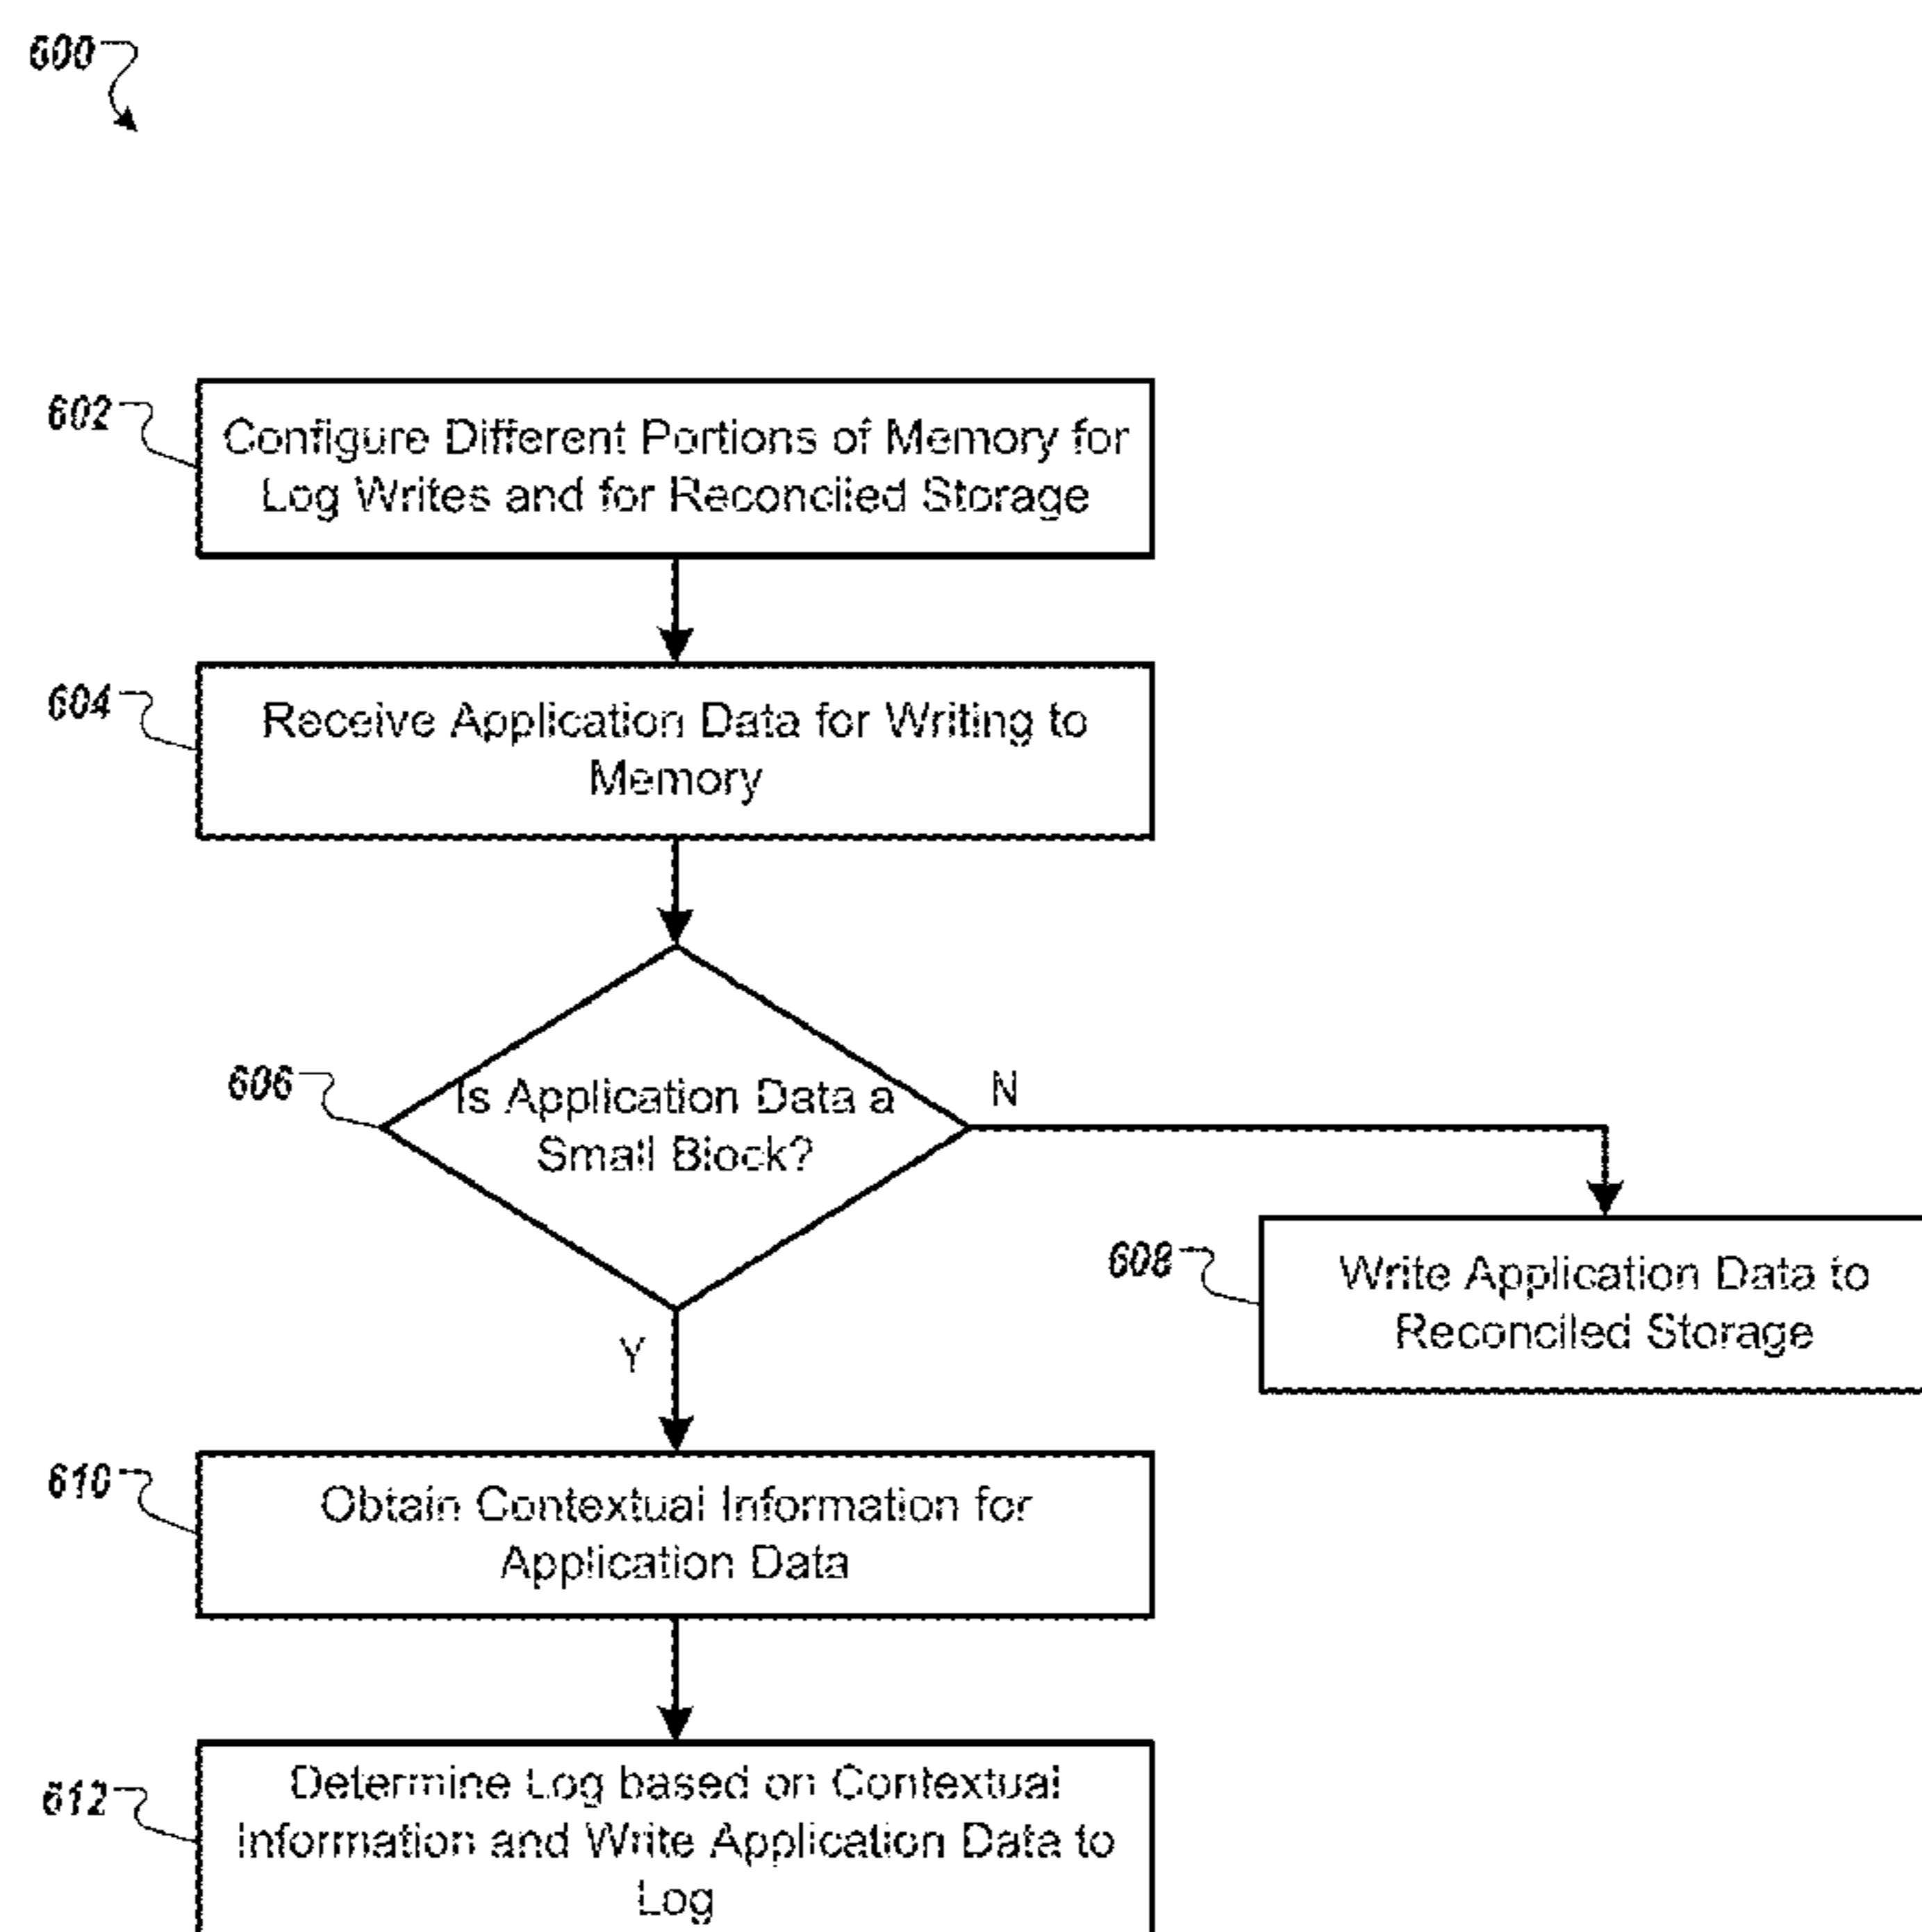 600
602
Configure Different Portions of Memory for
Log Writes and for Reconciled Storage
604
Receive Application Data for Writing to
Memory
606
Is Application Data a
Small Block?
N
608
Write Application Data to
Reconciled Storage
Y
610
Obtain Contextual Information for
Application Data
612
Determine Log based on Contextual
Information and Write Application Data to
Log